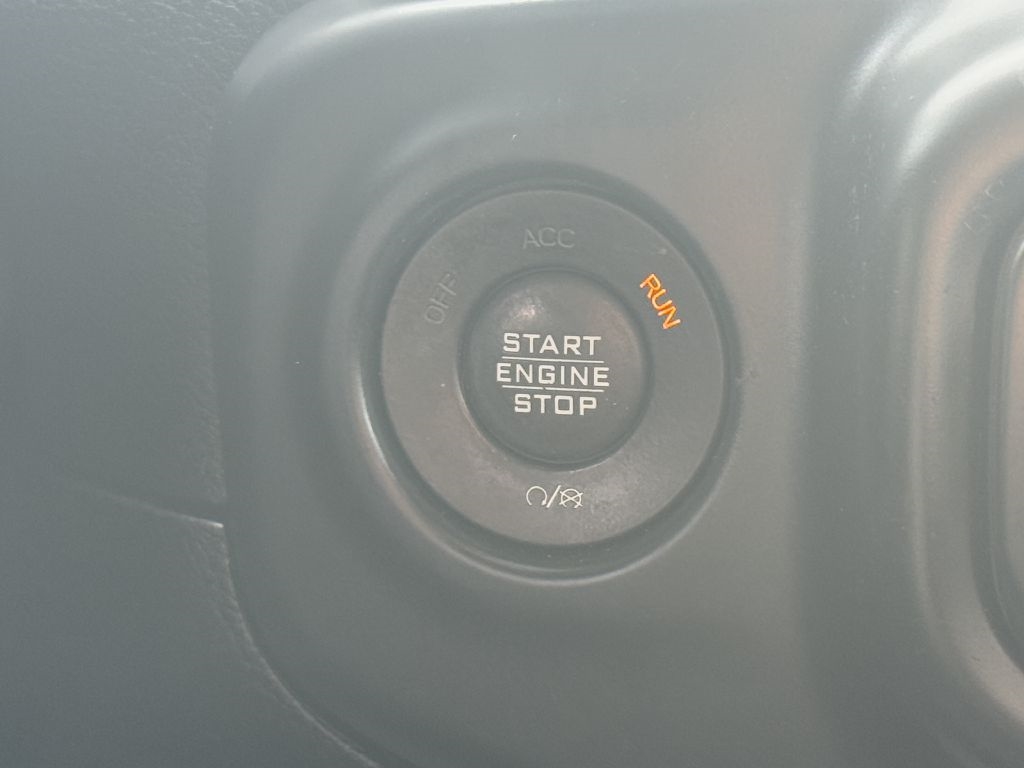 ACC
OFF
RUN
START
ENGINE
STOP